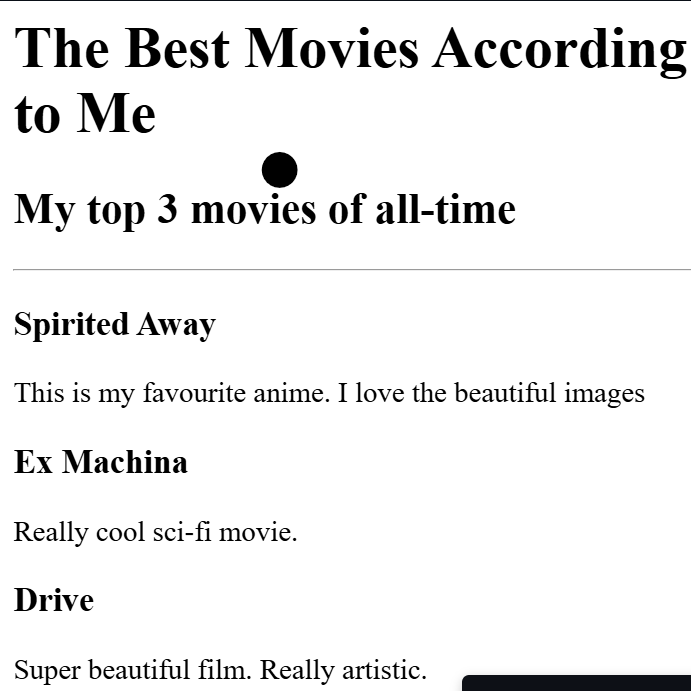 The Best Movies According
to Me
My top 3 movies of all-time
Spirited Away
This is my favourite anime. I love the beautiful images
Ex Machina
Really cool sci-fi movie.
Drive
Super beautiful film. Really artistic.